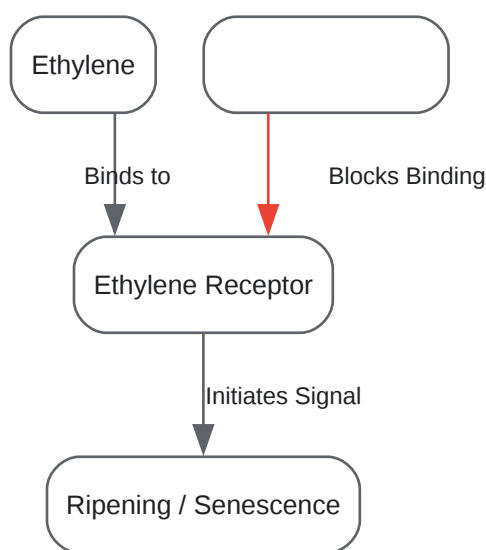 Ethylene
Binds to
Blocks Binding
Ethylene Receptor
Initiates Signal
Ripening / Senescence